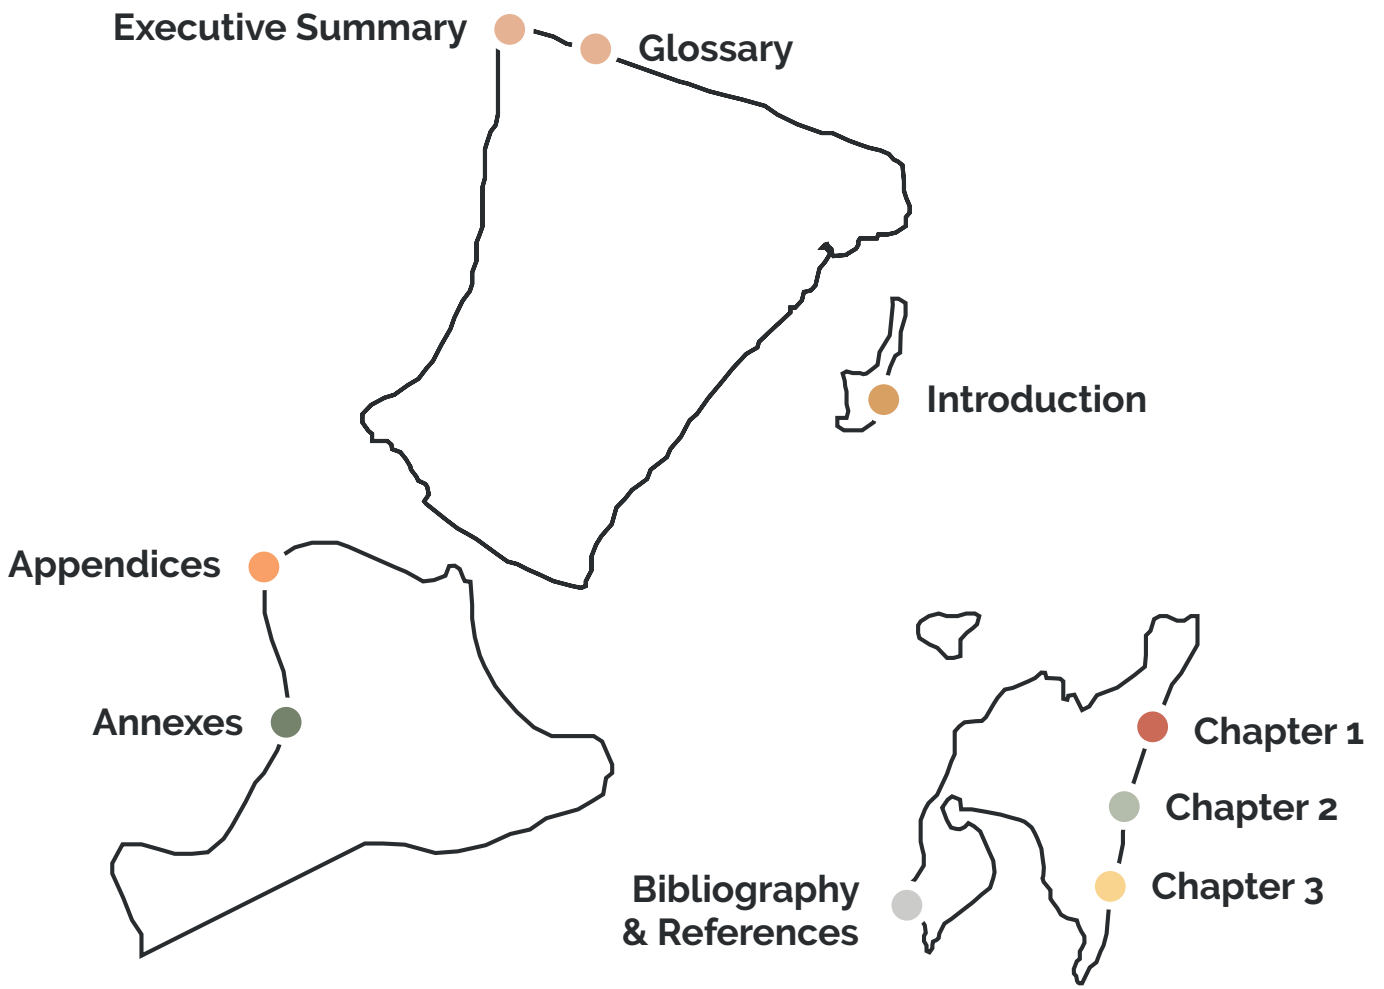 Executive Summary
Glossary
Introduction
Appendices
Annexes
Chapter 1
Chapter 2
Chapter 3
Bibliography
& References